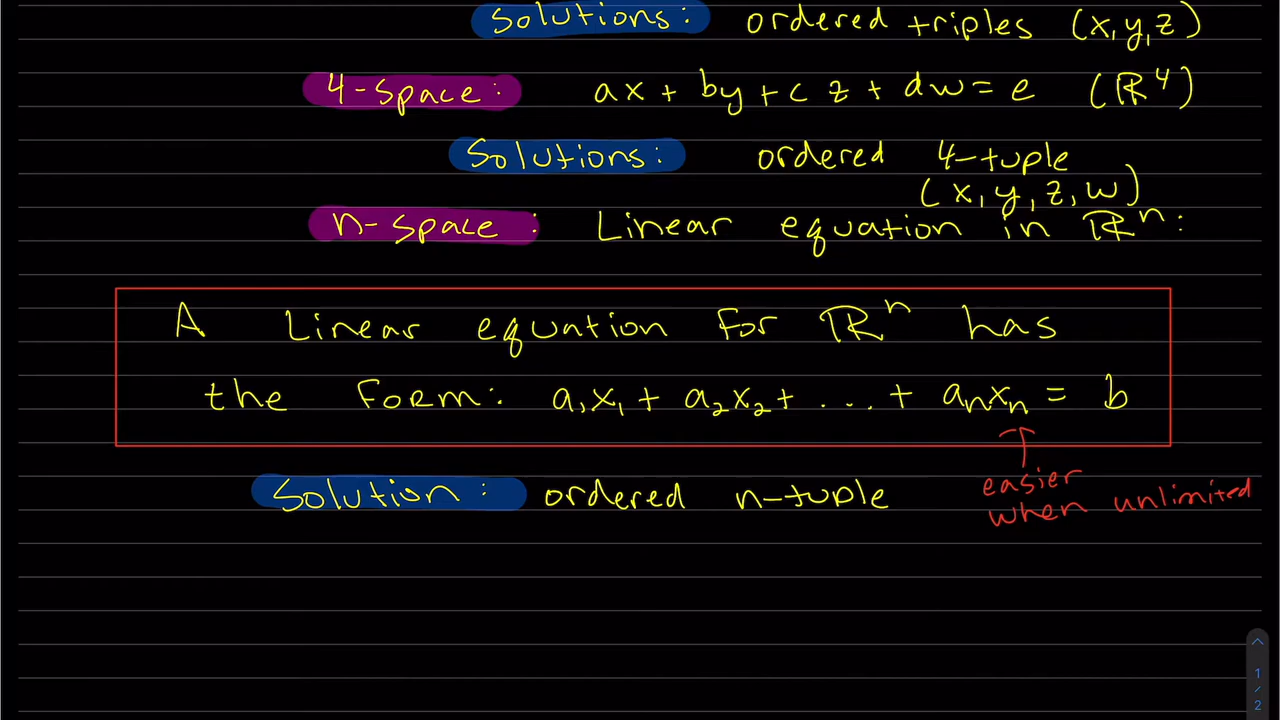 Solutions: ordered triples (x,y,z)
4-space: ax + by + cz + dw = e (ℝ⁴)
Solutions: ordered 4-tuple
(x, y, z, w)
n-space: Linear equation in ℝⁿ:
A Linear equation for ℝⁿ has
the form: a₁x₁ + a₂x₂ + ... + aₙxₙ = b
easier
when unlimited
Solution: ordered n-tuple
1
/
2